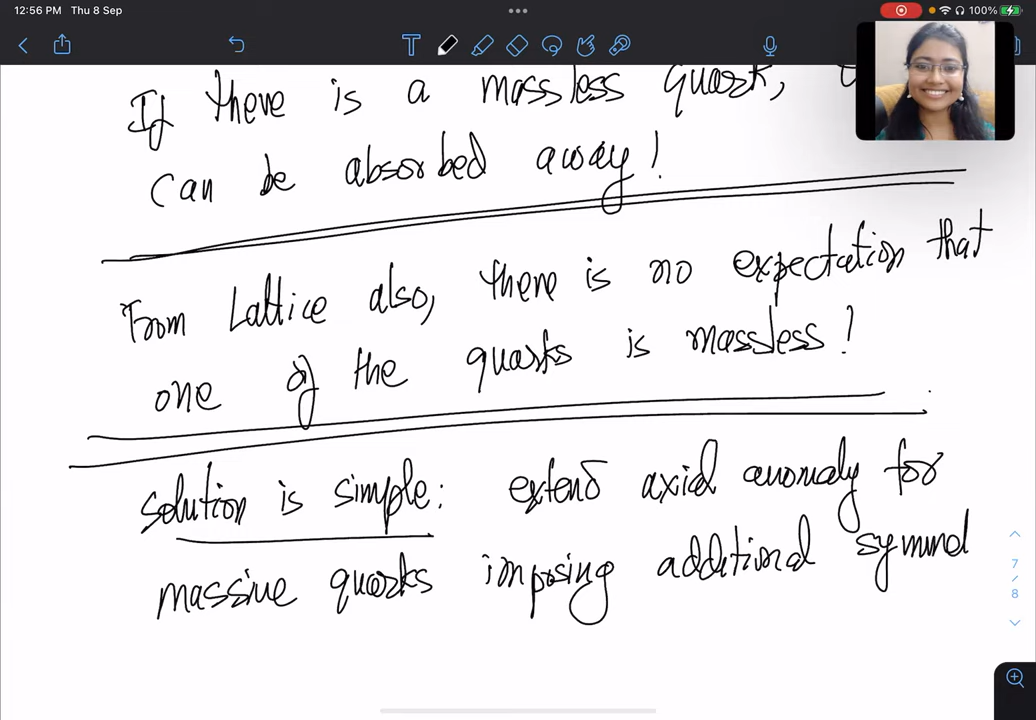 12:56 PM Thu 8 Sep
100%
If there is a massless quark,
can be absorbed away!
From Lattice also, there is no expectation that
one of the quarks is massless!
Solution is simple: extend axial anomaly for
massive quarks imposing additional symm
7
/
8